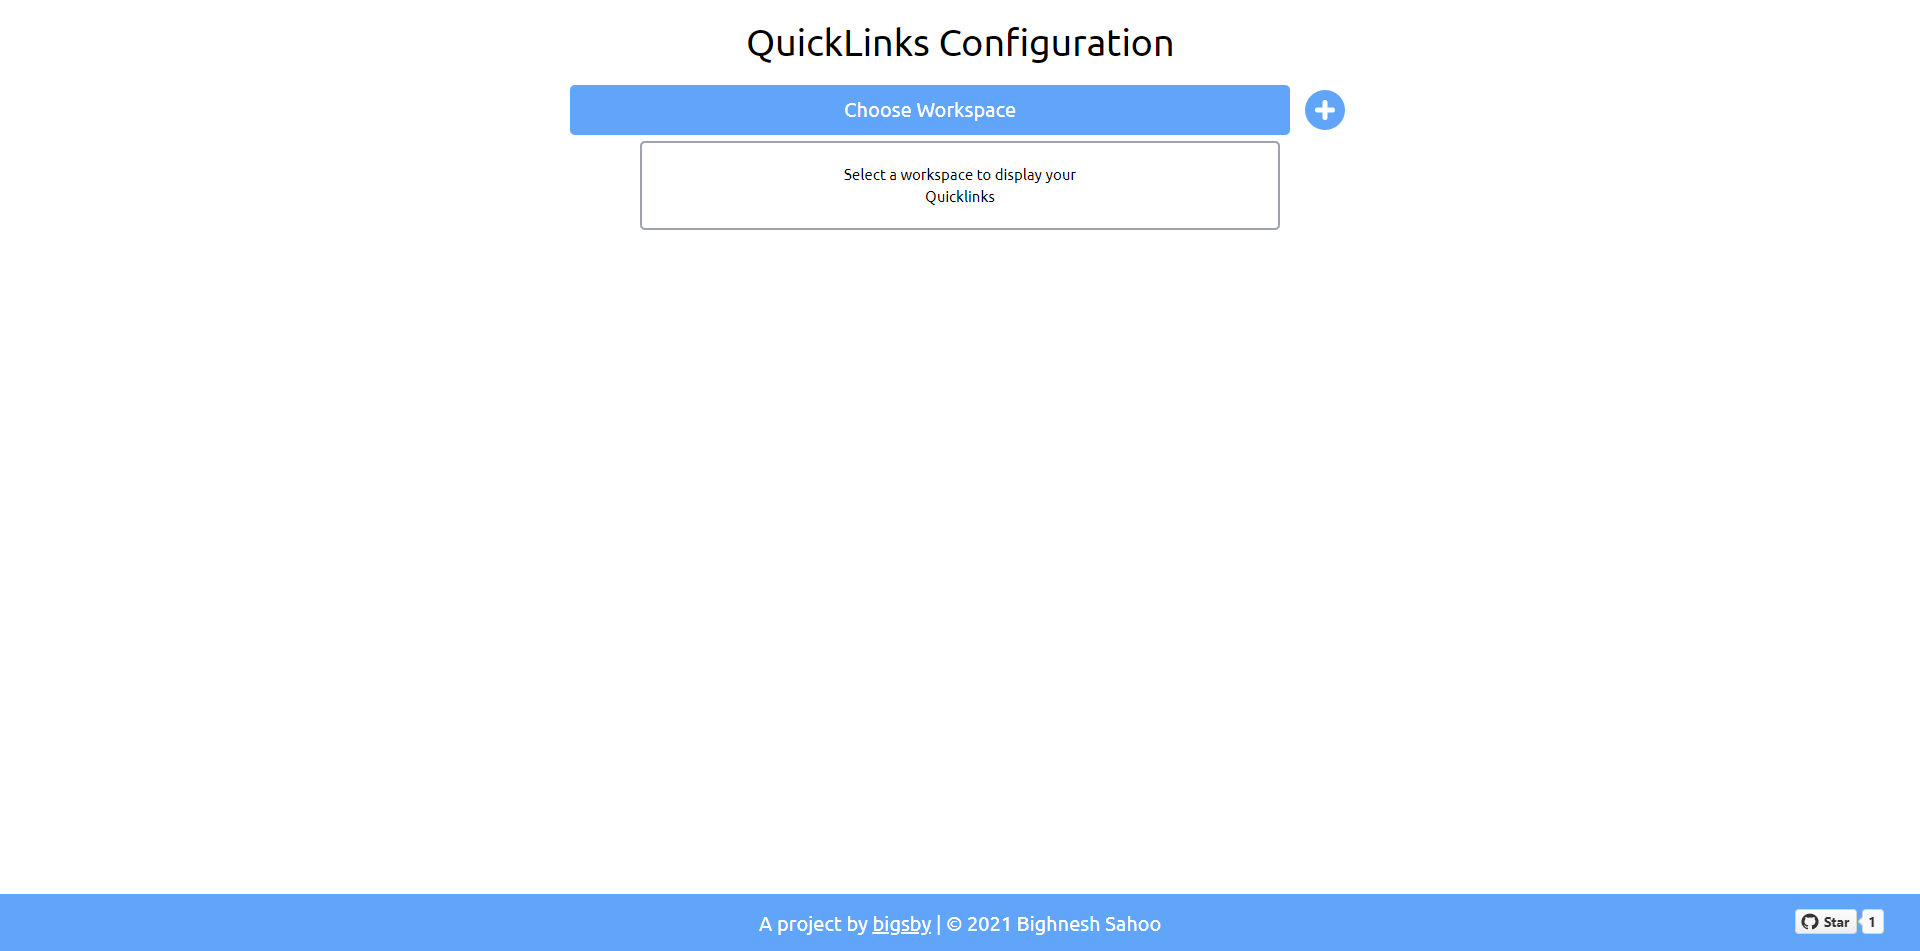 QuickLinks Configuration
Choose Workspace
Select a workspace to display your
Quicklinks
A project by bigsby | © 2021 Bighnesh Sahoo
Star 1